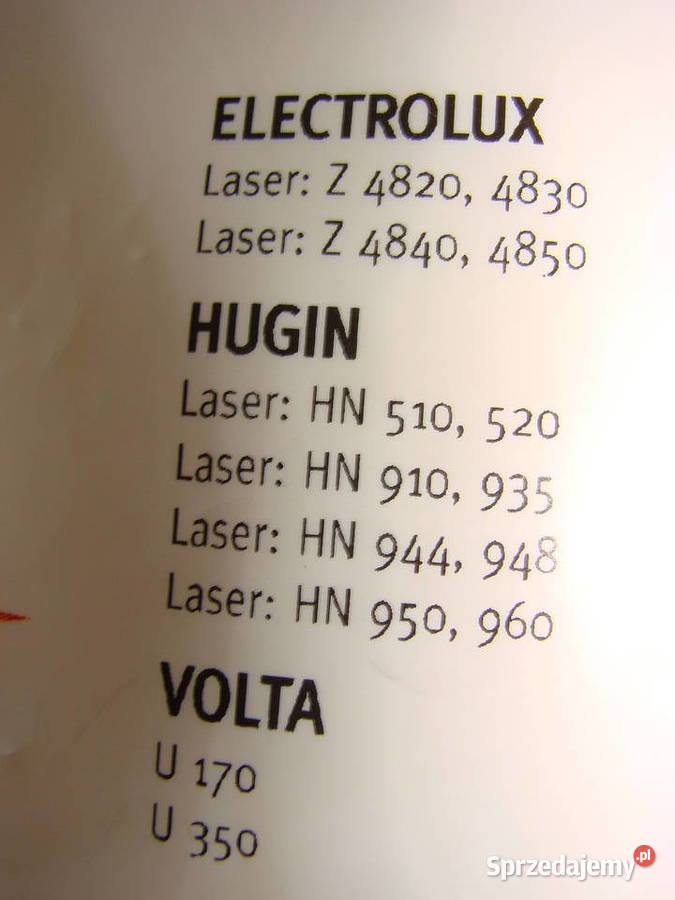 ELECTROLUX
Laser: Z 4820, 4830
Laser: Z 4840, 4850
HUGIN
Laser: HN 510, 520
Laser: HN 910, 935
Laser: HN 944, 948
Laser: HN 950, 960
VOLTA
U 170
U 350
Sprzedajemy.pl